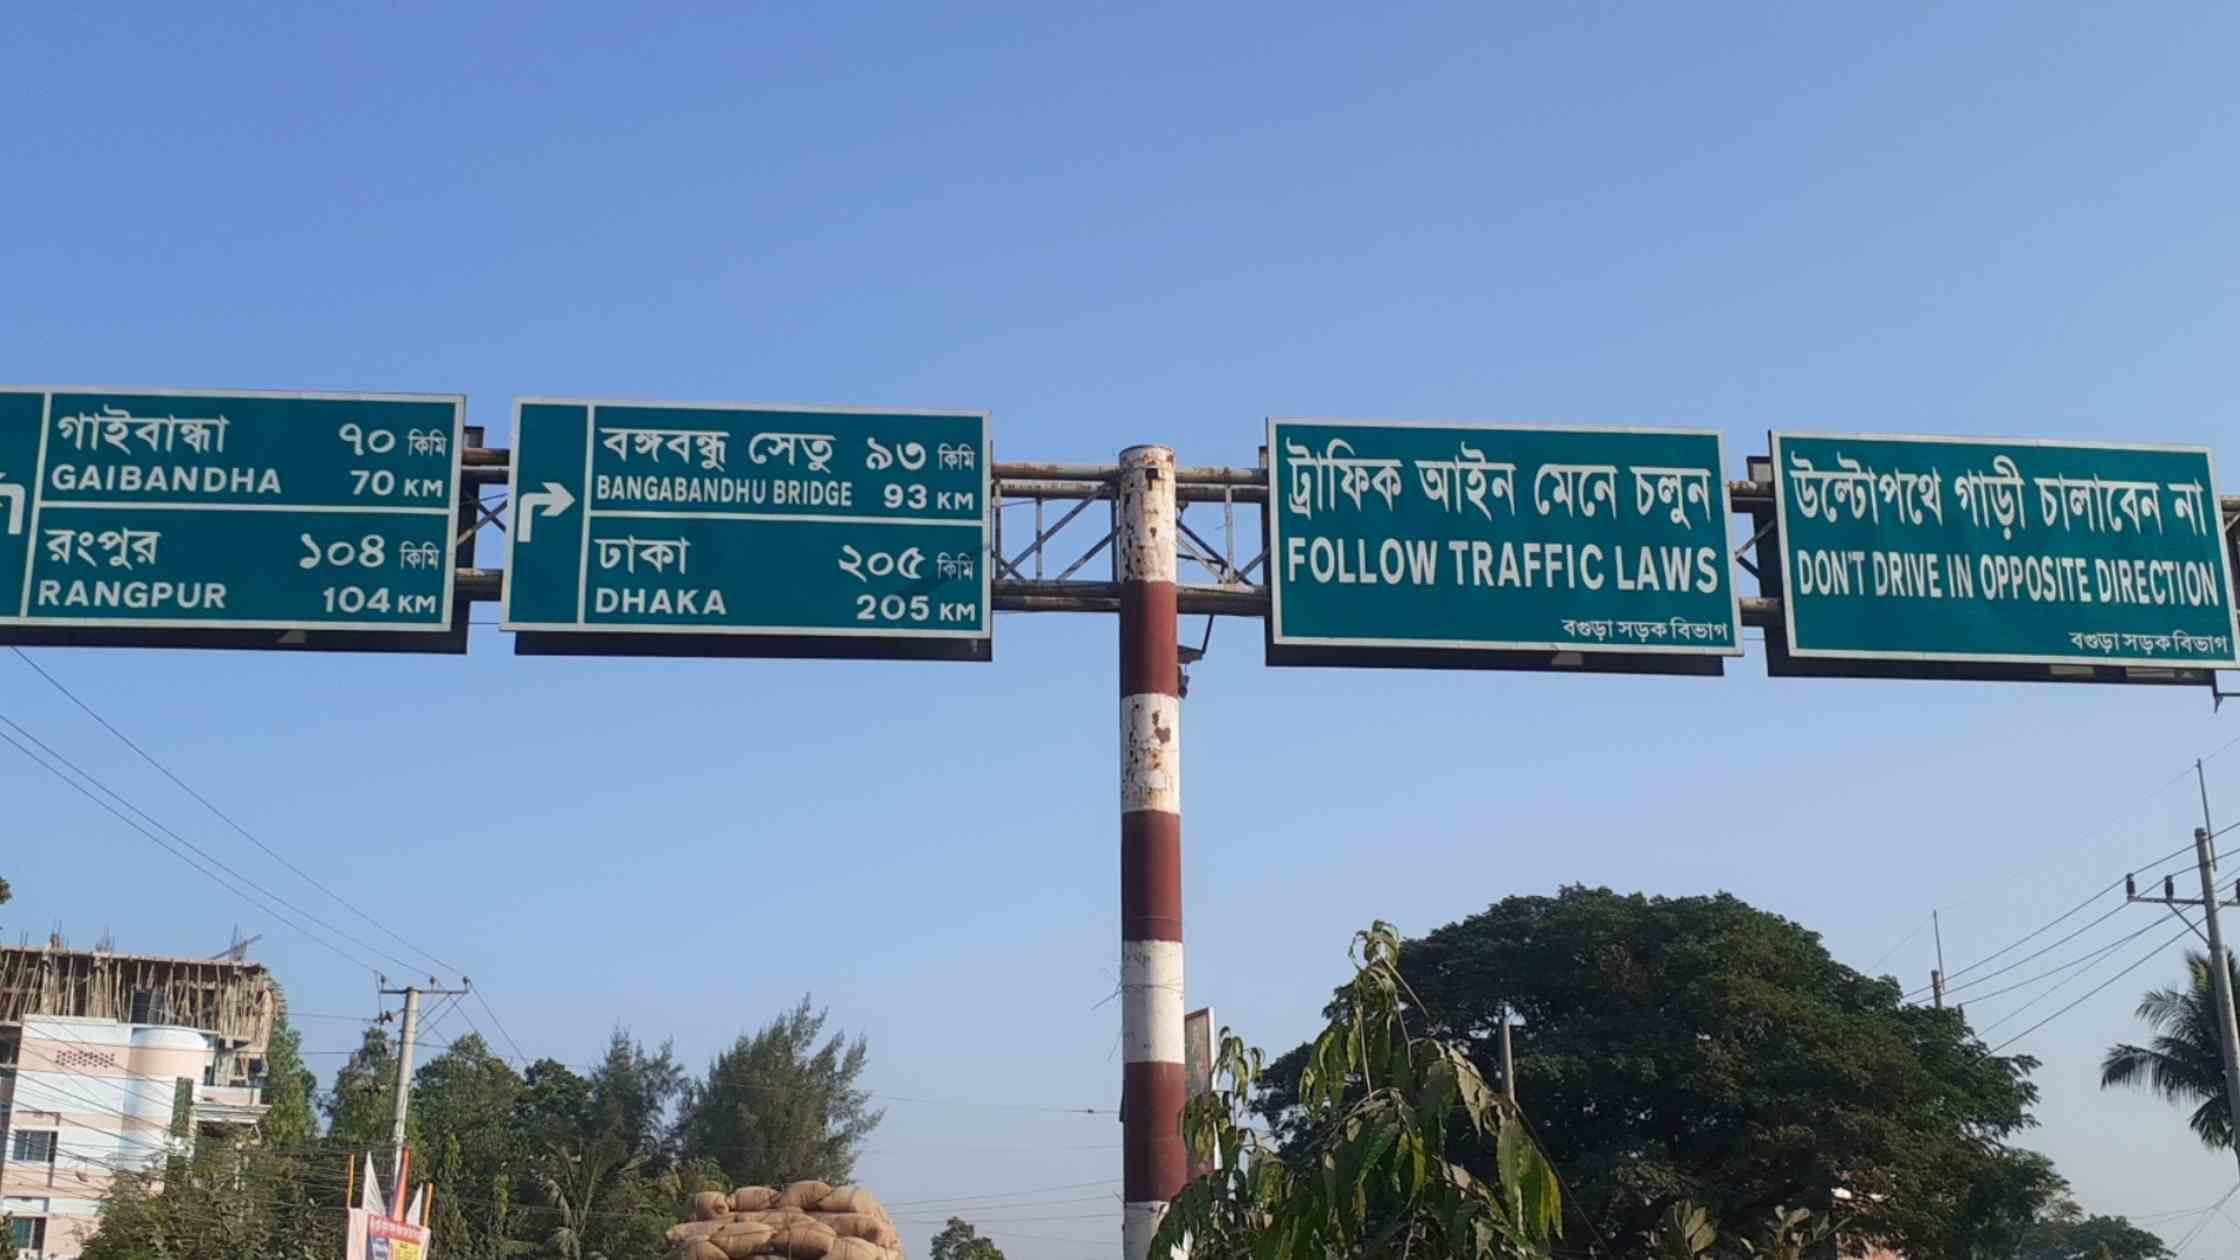 গাইবান্ধা ৭০ কিমি
GAIBANDHA 70 KM
রংপুর ১০৪ কিমি
RANGPUR 104 KM
বঙ্গবন্ধু সেতু ৯৩ কিমি
BANGABANDHU BRIDGE 93 KM
ঢাকা ২০৫ কিমি
DHAKA 205 KM
ট্রাফিক আইন মেনে চলুন
FOLLOW TRAFFIC LAWS
বগুড়া সড়ক বিভাগ
উল্টোপথে গাড়ী চালাবেন না
DON'T DRIVE IN OPPOSITE DIRECTION
বগুড়া সড়ক বিভাগ